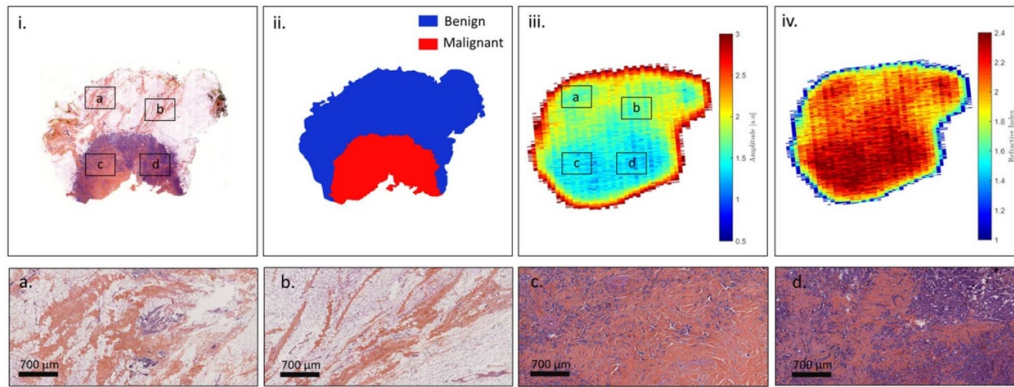 i.
a
b
c
d
ii.
Benign
Malignant
iii.
a
b
c
d
3
2.5
2
1.5
1
0.5
Amplitude [a.u]
iv.
2.4
2.2
2
1.8
1.6
1.4
1.2
1
Refractive Index
a.
700 µm
b.
700 µm
c.
700 µm
d.
700 µm